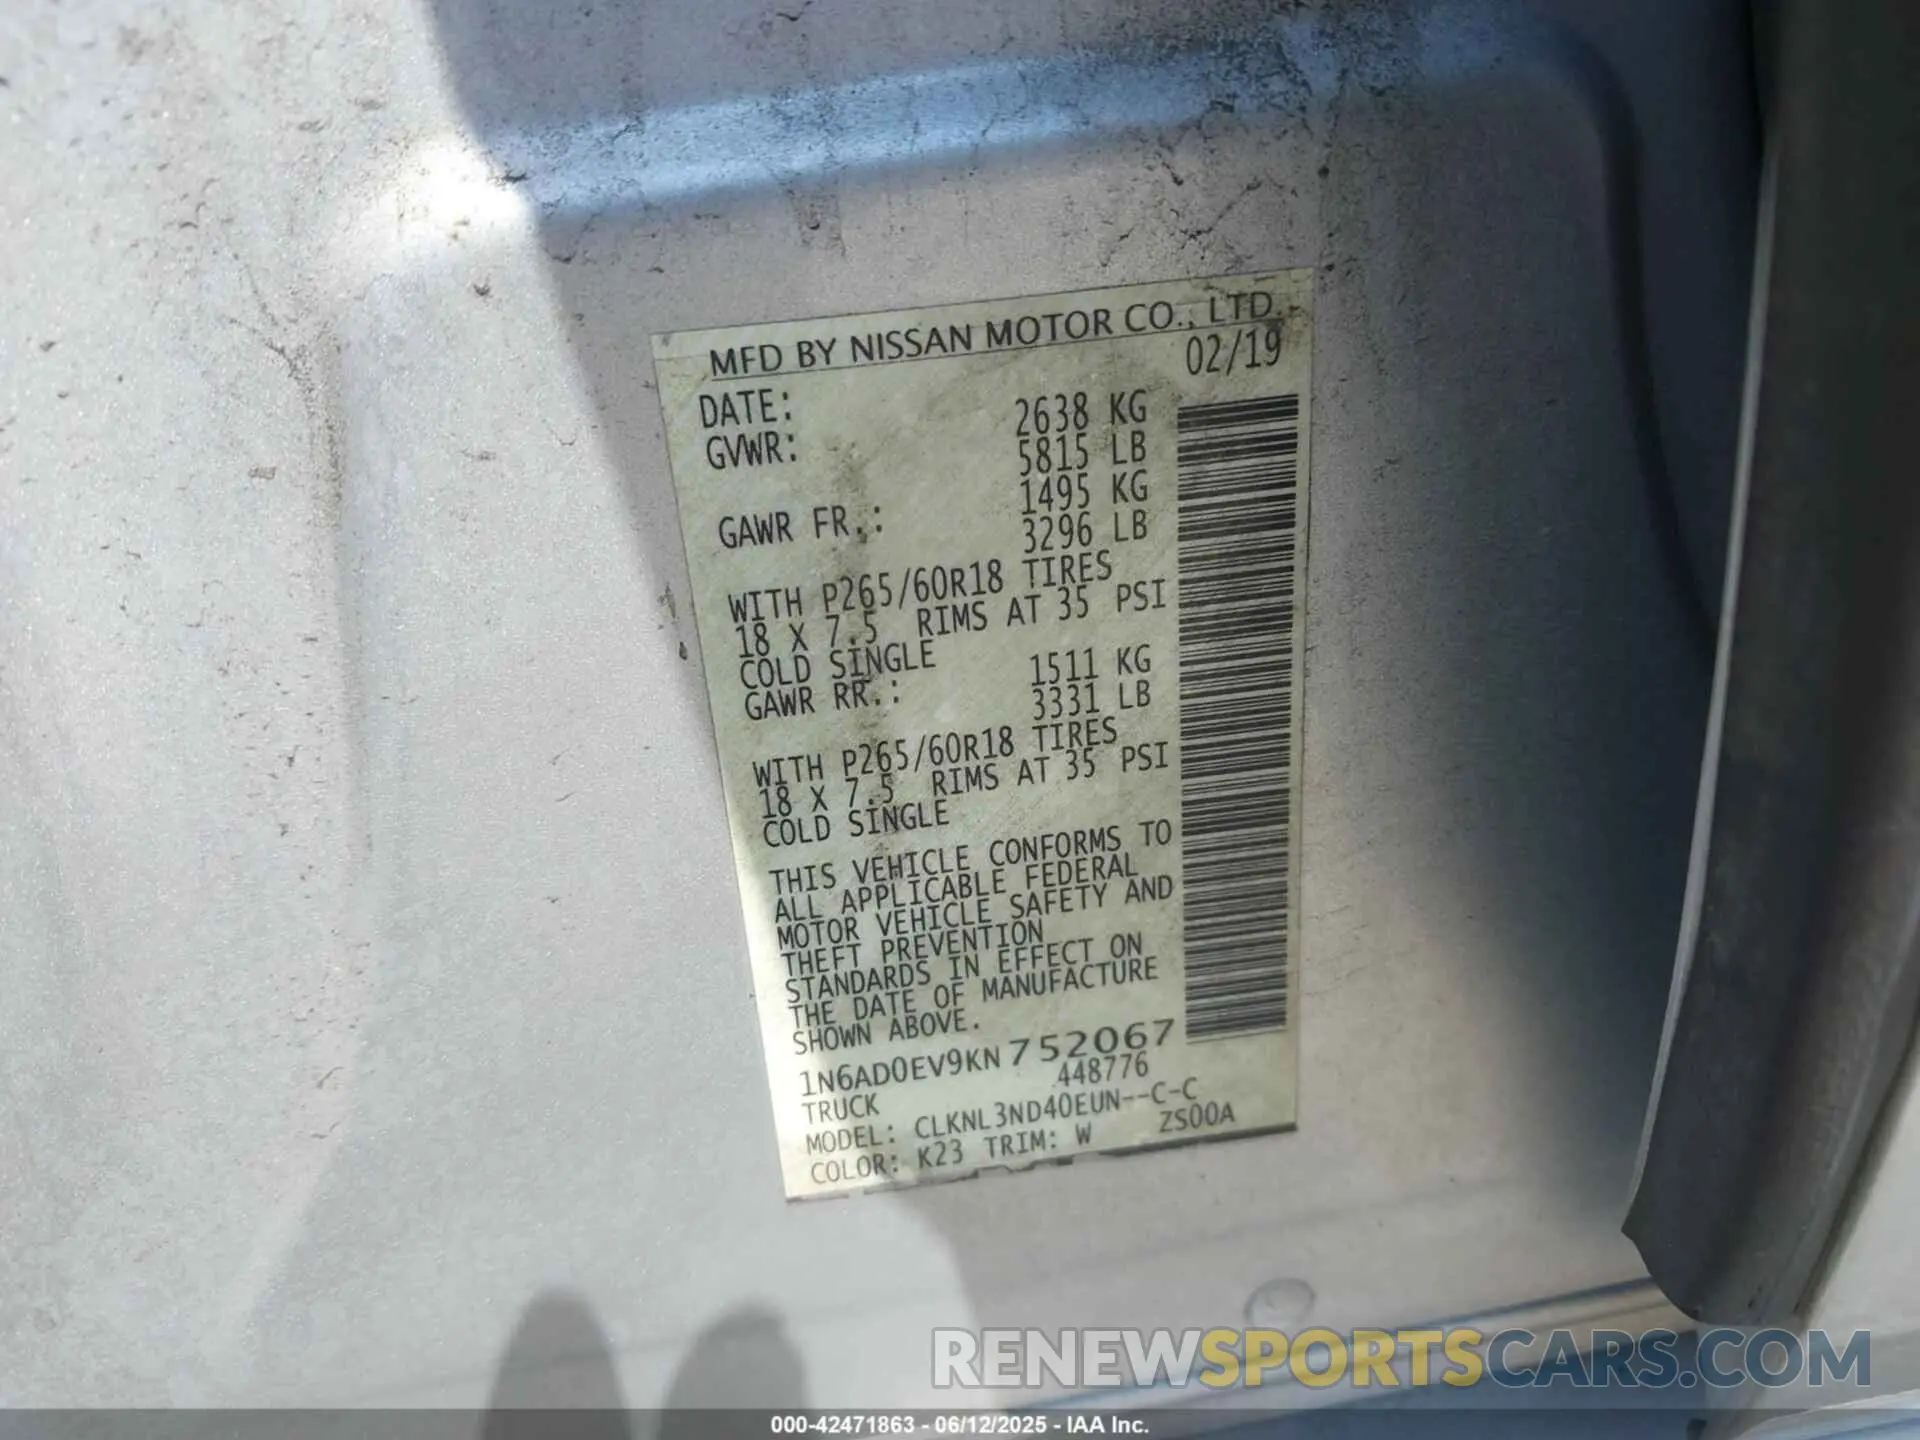 MFD BY NISSAN MOTOR CO., LTD.
DATE: 02/19
GVWR: 2638 KG
5815 LB
GAWR FR.: 1495 KG
3296 LB
WITH P265/60R18 TIRES
18 X 7.5 RIMS AT 35 PSI
COLD SINGLE
GAWR RR.: 1511 KG
3331 LB
WITH P265/60R18 TIRES
18 X 7.5 RIMS AT 35 PSI
COLD SINGLE
THIS VEHICLE CONFORMS TO
ALL APPLICABLE FEDERAL
MOTOR VEHICLE SAFETY AND
THEFT PREVENTION
STANDARDS IN EFFECT ON
THE DATE OF MANUFACTURE
SHOWN ABOVE.
1N6AD0EV9KN752067
TRUCK 448776
MODEL: CLKNL3ND40EUN--C-C
COLOR: K23 TRIM: W ZS00A
RENEWSPORTSCARS.COM
000-42471863 - 06/12/2025 - IAA Inc.